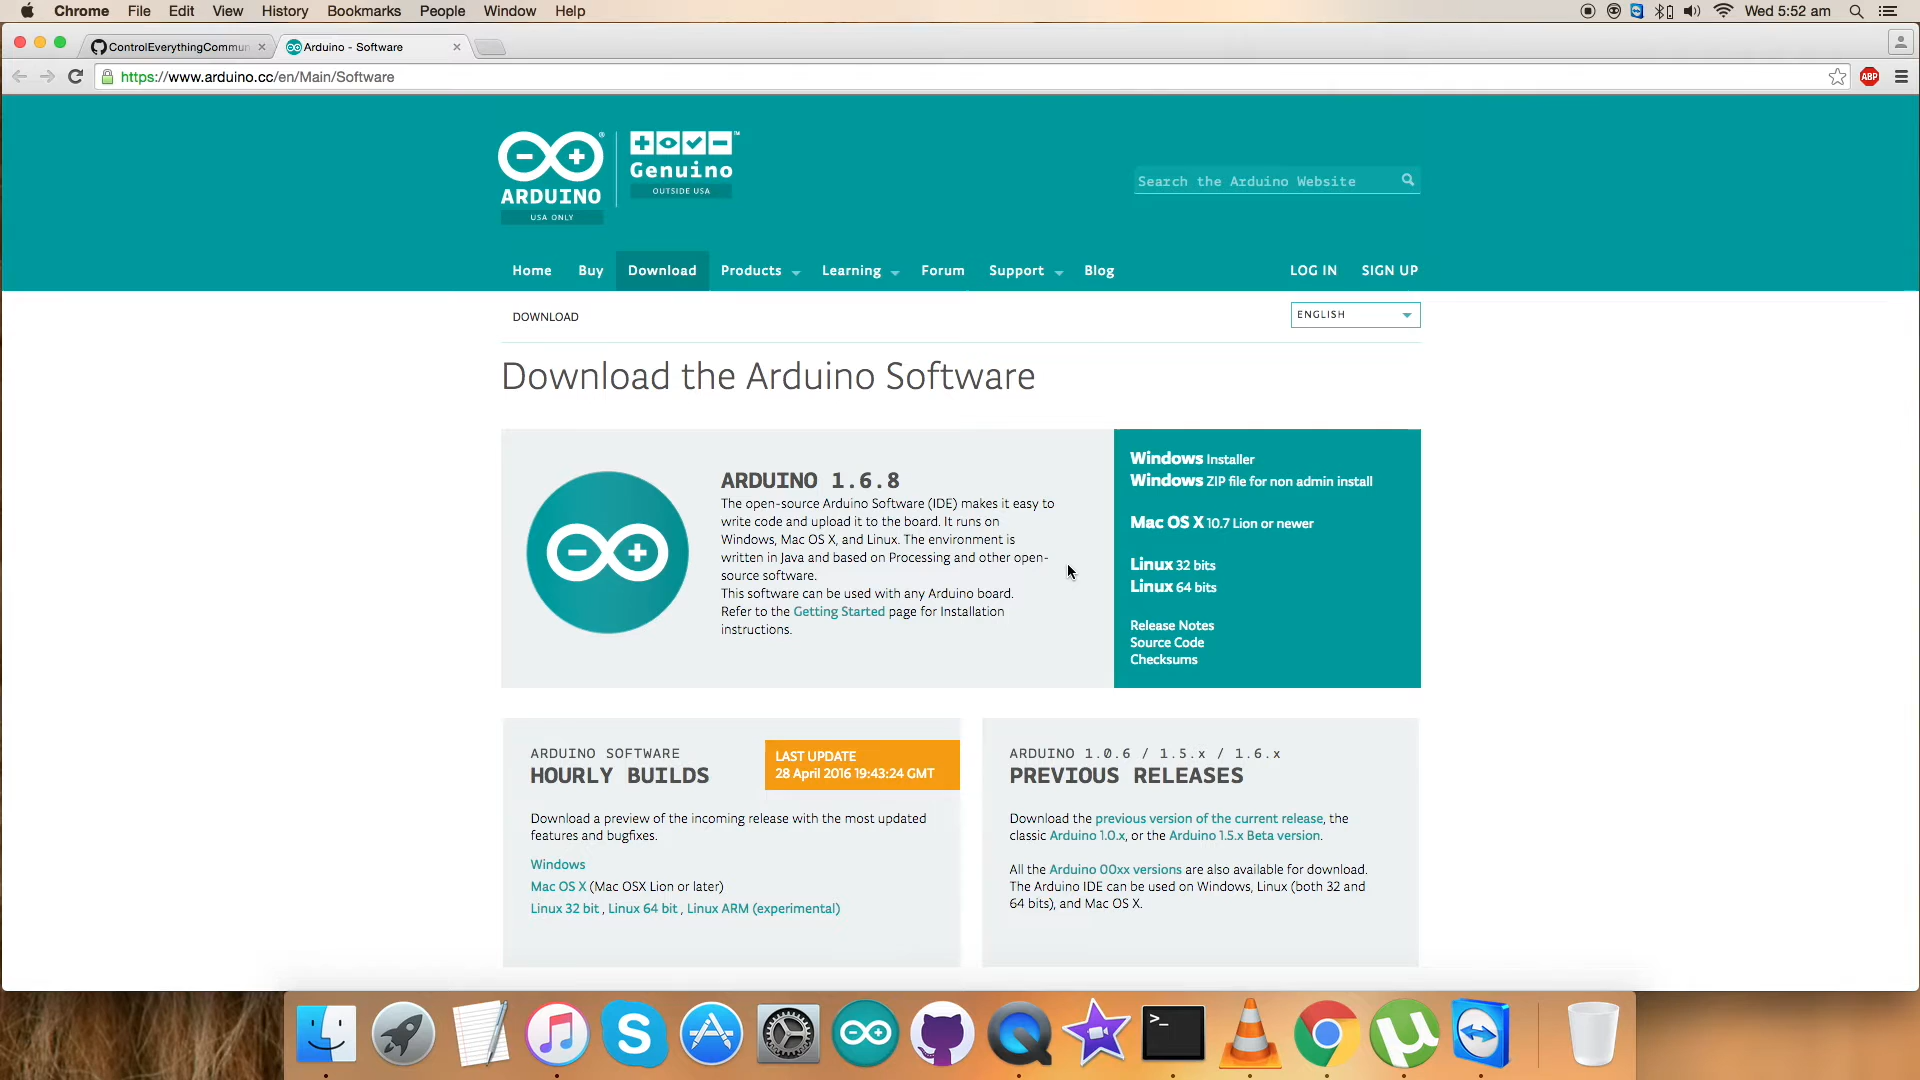 Chrome File Edit View History Bookmarks People Window Help Wed 5:52 am
ControlEverythingCommun
Arduino - Software
https://www.arduino.cc/en/Main/Software
ABP
ARDUINO
USA ONLY
Genuino
OUTSIDE USA
Search the Arduino Website
Home Buy Download Products Learning Forum Support Blog LOG IN SIGN UP
DOWNLOAD
ENGLISH
Download the Arduino Software
ARDUINO 1.6.8
The open-source Arduino Software (IDE) makes it easy to
write code and upload it to the board. It runs on
Windows, Mac OS X, and Linux. The environment is
written in Java and based on Processing and other open-
source software.
This software can be used with any Arduino board.
Refer to the Getting Started page for Installation
instructions.
Windows Installer
Windows ZIP file for non admin install
Mac OS X 10.7 Lion or newer
Linux 32 bits
Linux 64 bits
Release Notes
Source Code
Checksums
ARDUINO SOFTWARE
HOURLY BUILDS
LAST UPDATE
28 April 2016 19:43:24 GMT
Download a preview of the incoming release with the most updated
features and bugfixes.
Windows
Mac OS X (Mac OSX Lion or later)
Linux 32 bit , Linux 64 bit , Linux ARM (experimental)
ARDUINO 1.0.6 / 1.5.x / 1.6.x
PREVIOUS RELEASES
Download the previous version of the current release, the
classic Arduino 1.0.x, or the Arduino 1.5.x Beta version.
All the Arduino 00xx versions are also available for download.
The Arduino IDE can be used on Windows, Linux (both 32 and
64 bits), and Mac OS X.